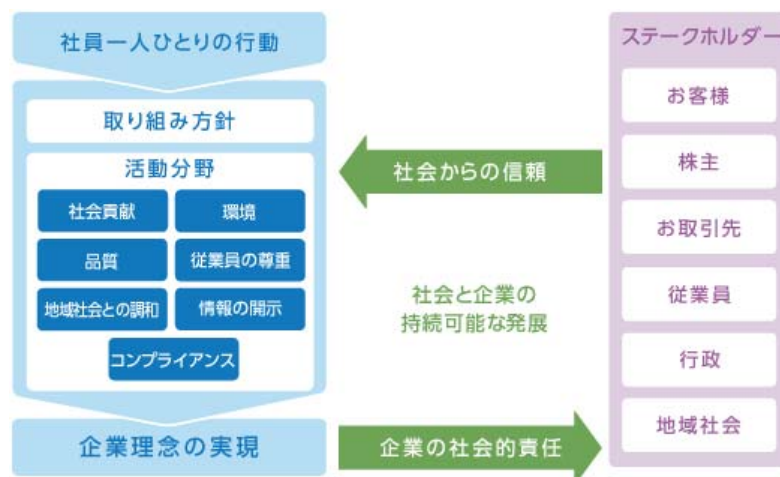 社員一人ひとりの行動
取り組み方針
活動分野
社会貢献
環境
品質
従業員の尊重
地域社会との調和
情報の開示
コンプライアンス
企業理念の実現
社会からの信頼
社会と企業の
持続可能な発展
企業の社会的責任
ステークホルダー
お客様
株主
お取引先
従業員
行政
地域社会